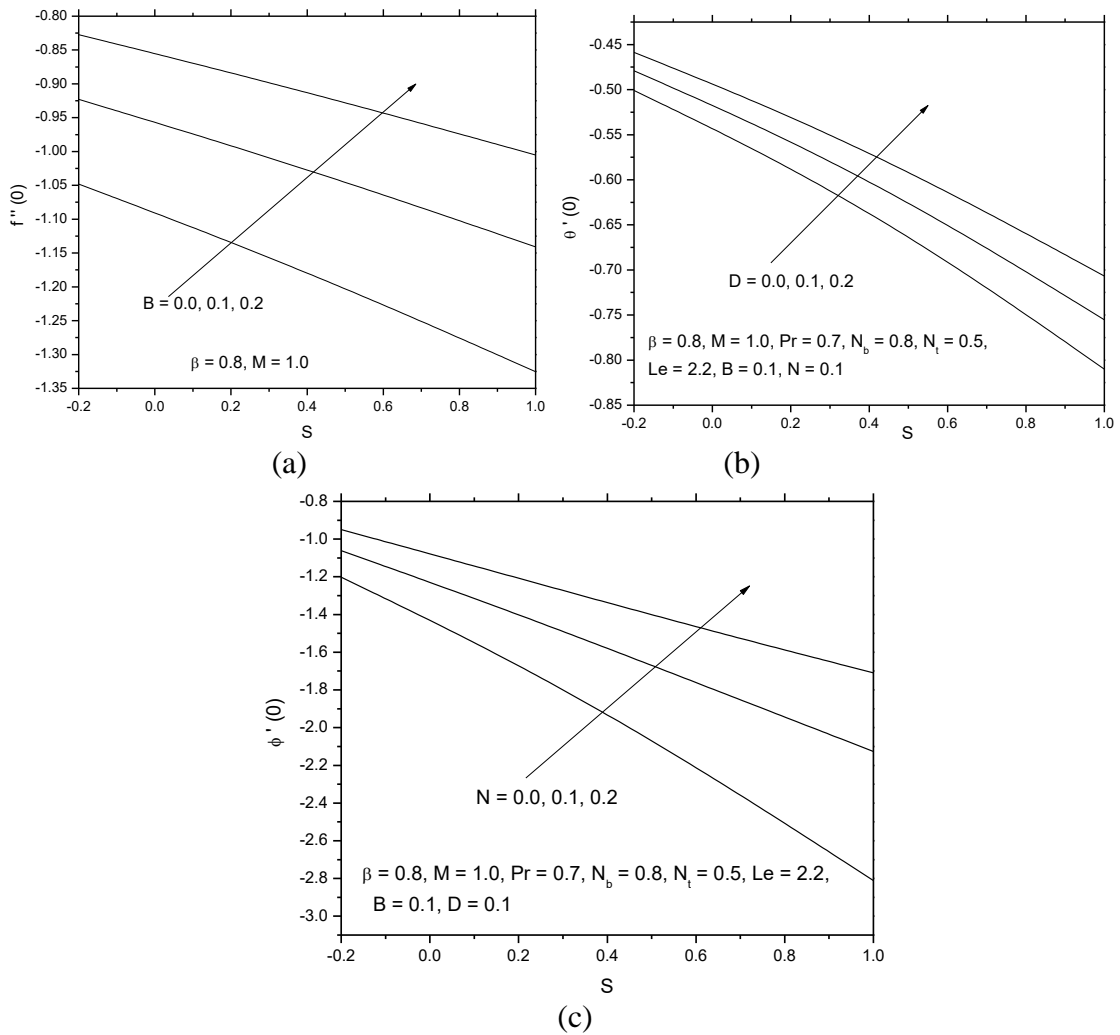 -0.80
-0.85
-0.90
-0.95
-1.00
-1.05
-1.10
-1.15
-1.20
-1.25
-1.30
-1.35
f '' (0)
B = 0.0, 0.1, 0.2
β = 0.8, M = 1.0
-0.2 0.0 0.2 0.4 0.6 0.8 1.0
S
(a)
-0.45
-0.50
-0.55
-0.60
-0.65
-0.70
-0.75
-0.80
-0.85
θ ' (0)
D = 0.0, 0.1, 0.2
β = 0.8, M = 1.0, Pr = 0.7, N_b = 0.8, N_t = 0.5,
Le = 2.2, B = 0.1, N = 0.1
-0.2 0.0 0.2 0.4 0.6 0.8 1.0
S
(b)
-0.8
-1.0
-1.2
-1.4
-1.6
-1.8
-2.0
-2.2
-2.4
-2.6
-2.8
-3.0
ϕ ' (0)
N = 0.0, 0.1, 0.2
β = 0.8, M = 1.0, Pr = 0.7, N_b = 0.8, N_t = 0.5, Le = 2.2,
B = 0.1, D = 0.1
-0.2 0.0 0.2 0.4 0.6 0.8 1.0
S
(c)